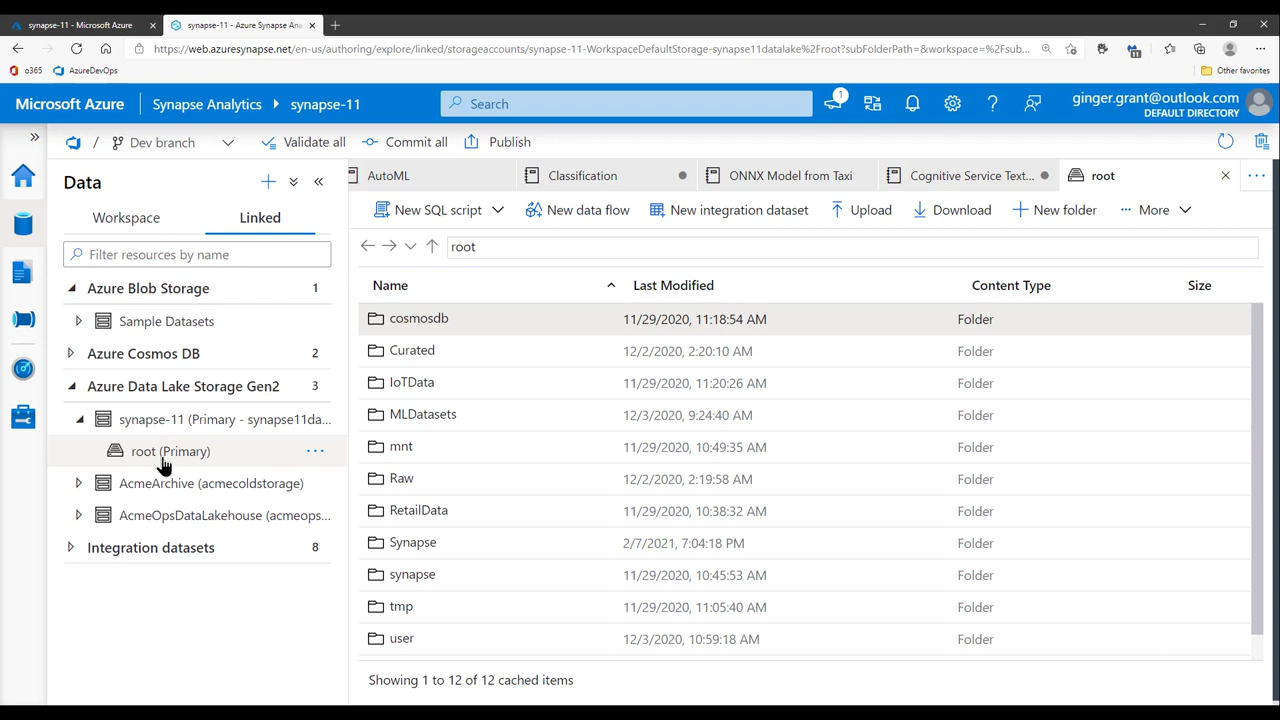 synapse-11 - Microsoft Azure
synapse-11 - Azure Synapse Ana
https://web.azuresynapse.net/en-us/authoring/explore/linked/storageaccounts/synapse-11-WorkspaceDefaultStorage-synapse11datalake%2Froot?subFolderPath=&workspace=%2Fsu...
o365
AzureDevOps
Other favorites
Microsoft Azure
Synapse Analytics
synapse-11
Search
1
ginger.grant@outlook.com
DEFAULT DIRECTORY
/ Dev branch
Validate all
Commit all
Publish
Data
AutoML
Classification
ONNX Model from Taxi
Cognitive Service Text...
root
Workspace
Linked
New SQL script
New data flow
New integration dataset
Upload
Download
New folder
More
Filter resources by name
root
Azure Blob Storage 1
Sample Datasets
Azure Cosmos DB 2
Azure Data Lake Storage Gen2 3
synapse-11 (Primary - synapse11da...
root (Primary)
AcmeArchive (acmecoldstorage)
AcmeOpsDataLakehouse (acmeops...
Integration datasets 8
Name Last Modified Content Type Size
cosmosdb 11/29/2020, 11:18:54 AM Folder
Curated 12/2/2020, 2:20:10 AM Folder
IoTData 11/29/2020, 11:20:26 AM Folder
MLDatasets 12/3/2020, 9:24:40 AM Folder
mnt 11/29/2020, 10:49:35 AM Folder
Raw 12/2/2020, 2:19:58 AM Folder
RetailData 11/29/2020, 10:38:32 AM Folder
Synapse 2/7/2021, 7:04:18 PM Folder
synapse 11/29/2020, 10:45:53 AM Folder
tmp 11/29/2020, 11:05:40 AM Folder
user 12/3/2020, 10:59:18 AM Folder
Showing 1 to 12 of 12 cached items